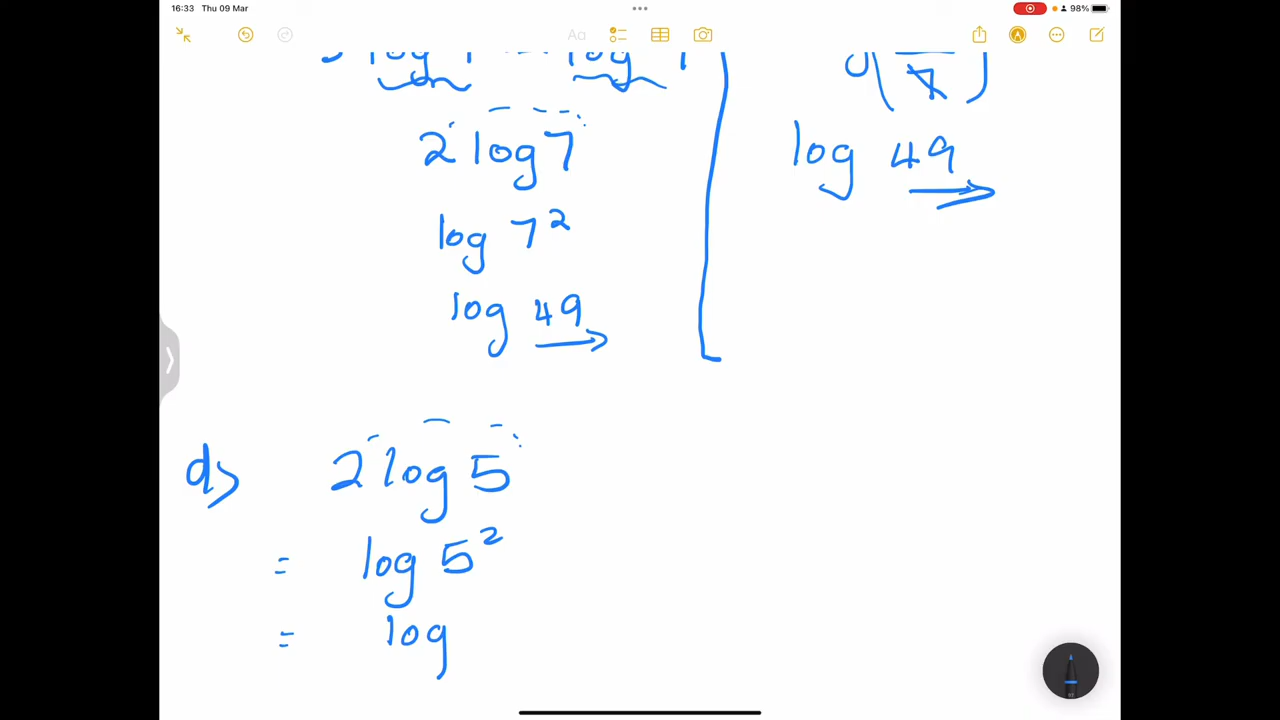 16:33 Thu 09 Mar
98%
Aa
2 log 7
log 7²
log 49
log 49
d> 2 log 5
= log 5²
= log